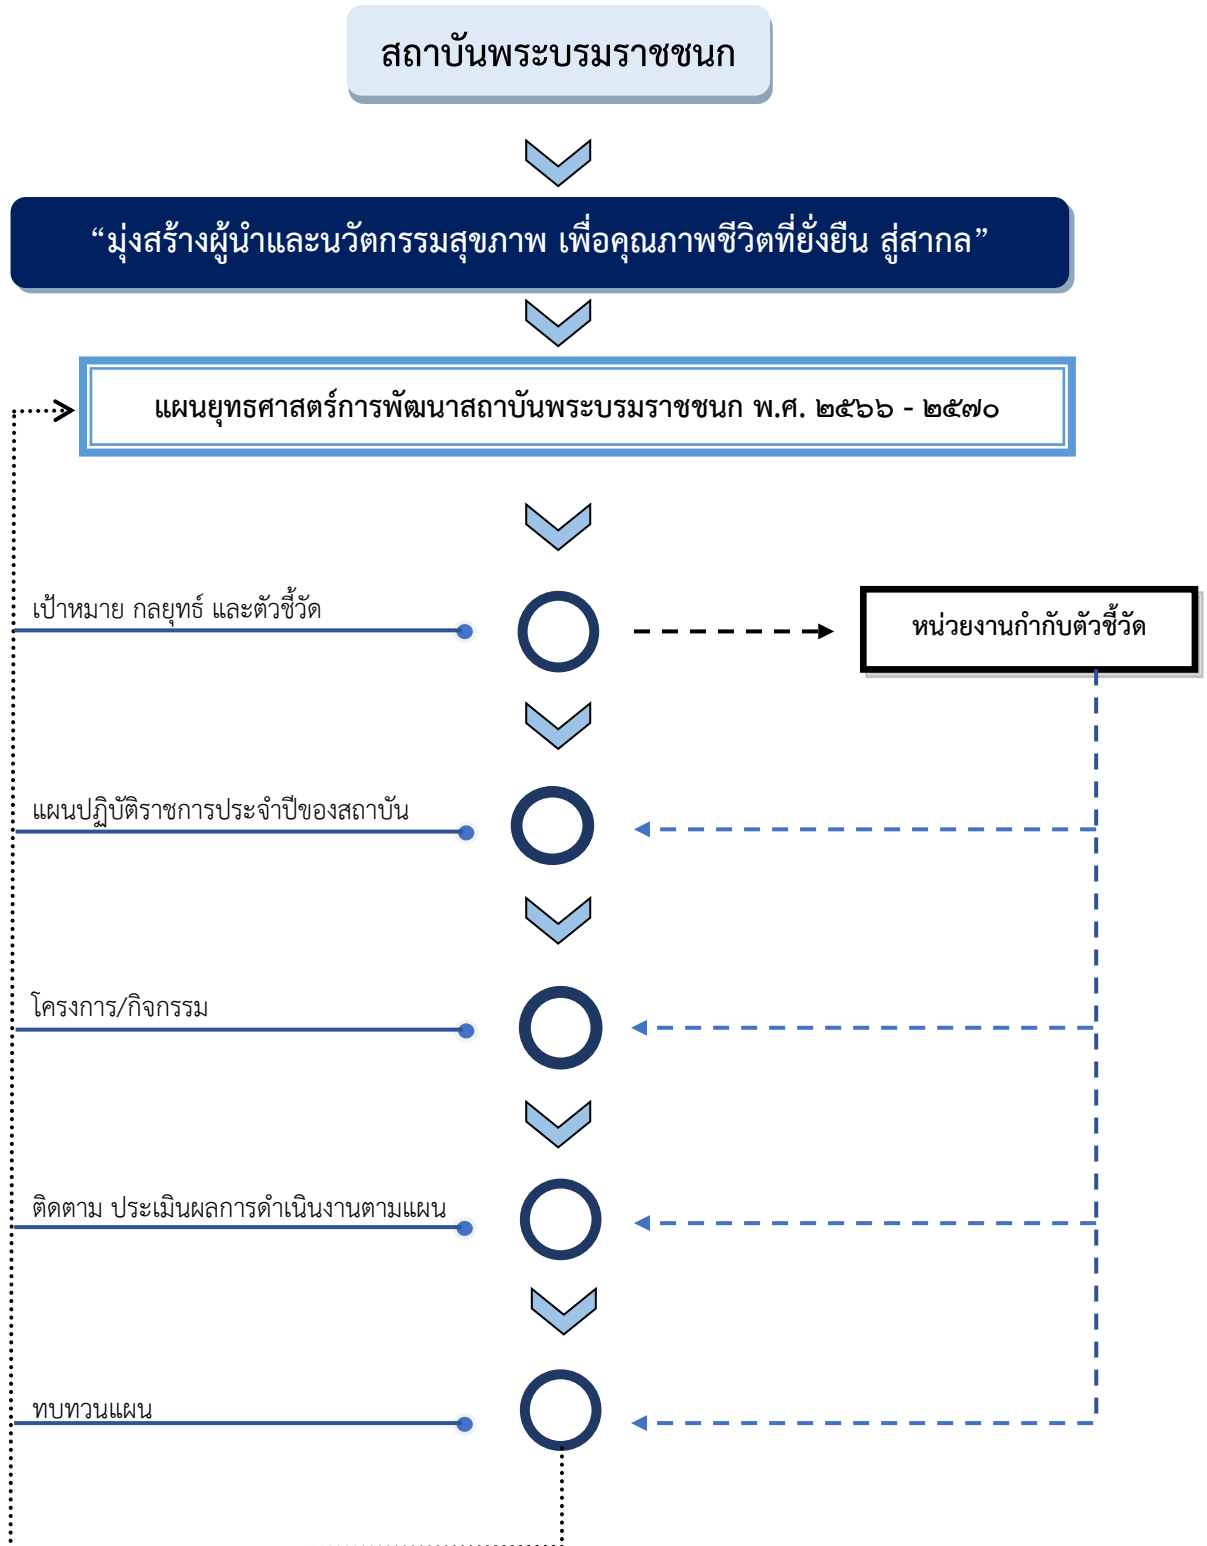 สถาบันพระบรมราชชนก
“มุ่งสร้างผู้นำและนวัตกรรมสุขภาพ เพื่อคุณภาพชีวิตที่ยั่งยืน สู่สากล”
แผนยุทธศาสตร์การพัฒนาสถาบันพระบรมราชชนก พ.ศ. ๒๕๖๖ - ๒๕๗๐
เป้าหมาย กลยุทธ์ และตัวชี้วัด
หน่วยงานกำกับตัวชี้วัด
แผนปฏิบัติราชการประจำปีของสถาบัน
โครงการ/กิจกรรม
ติดตาม ประเมินผลการดำเนินงานตามแผน
ทบทวนแผน